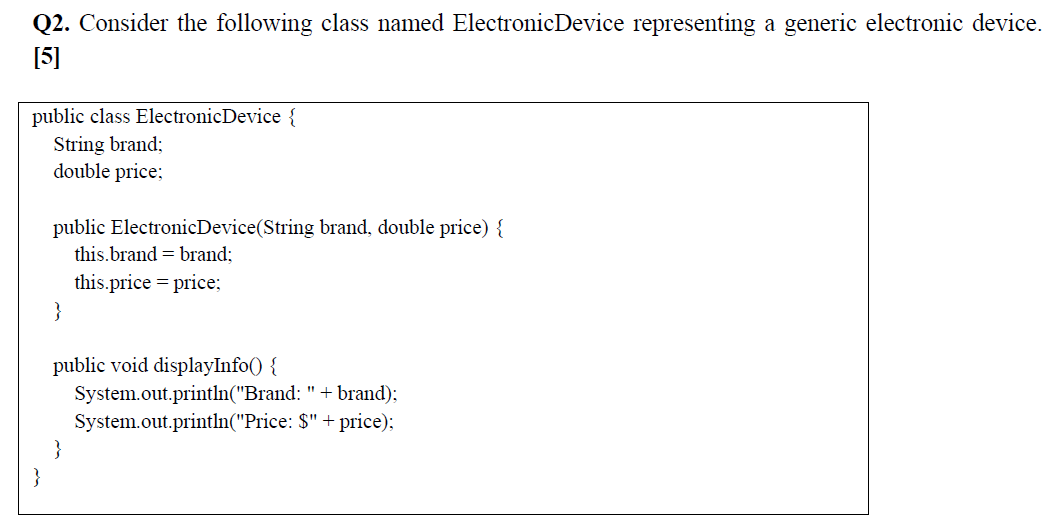 Q2. Consider the following class named ElectronicDevice representing a generic electronic device.
[5]
public class ElectronicDevice {
String brand;
double price;
public ElectronicDevice(String brand, double price) {
this.brand = brand;
this.price = price;
}
public void displayInfo() {
System.out.println("Brand: " + brand);
System.out.println("Price: $" + price);
}
}